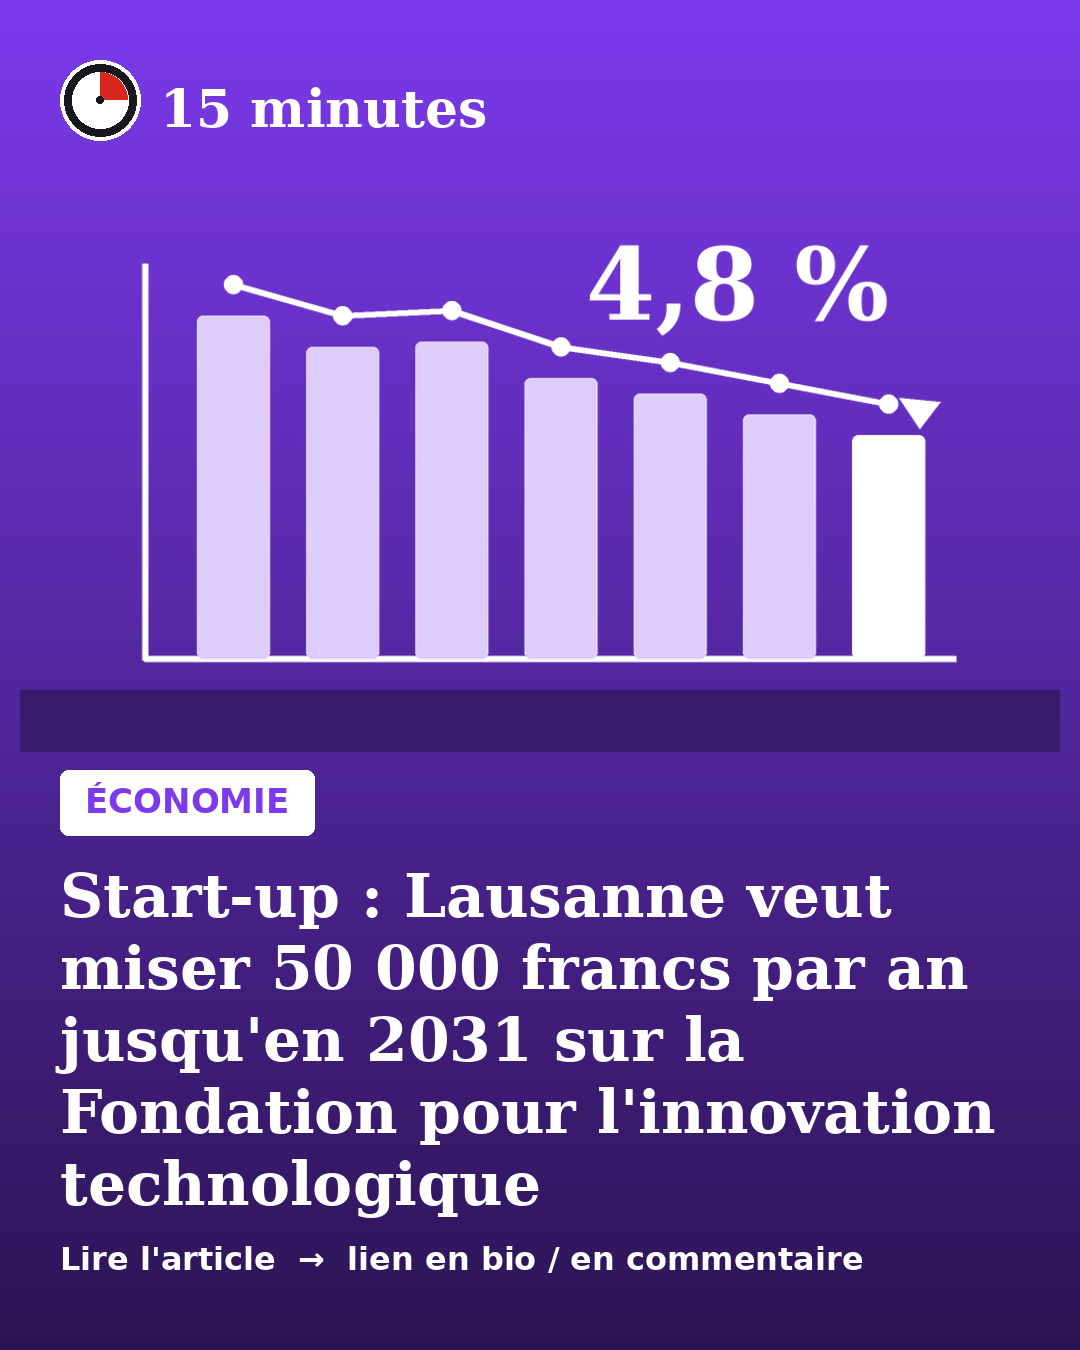 15 minutes
4,8 %
ÉCONOMIE
Start-up : Lausanne veut
miser 50 000 francs par an
jusqu'en 2031 sur la
Fondation pour l'innovation
technologique
Lire l'article → lien en bio / en commentaire